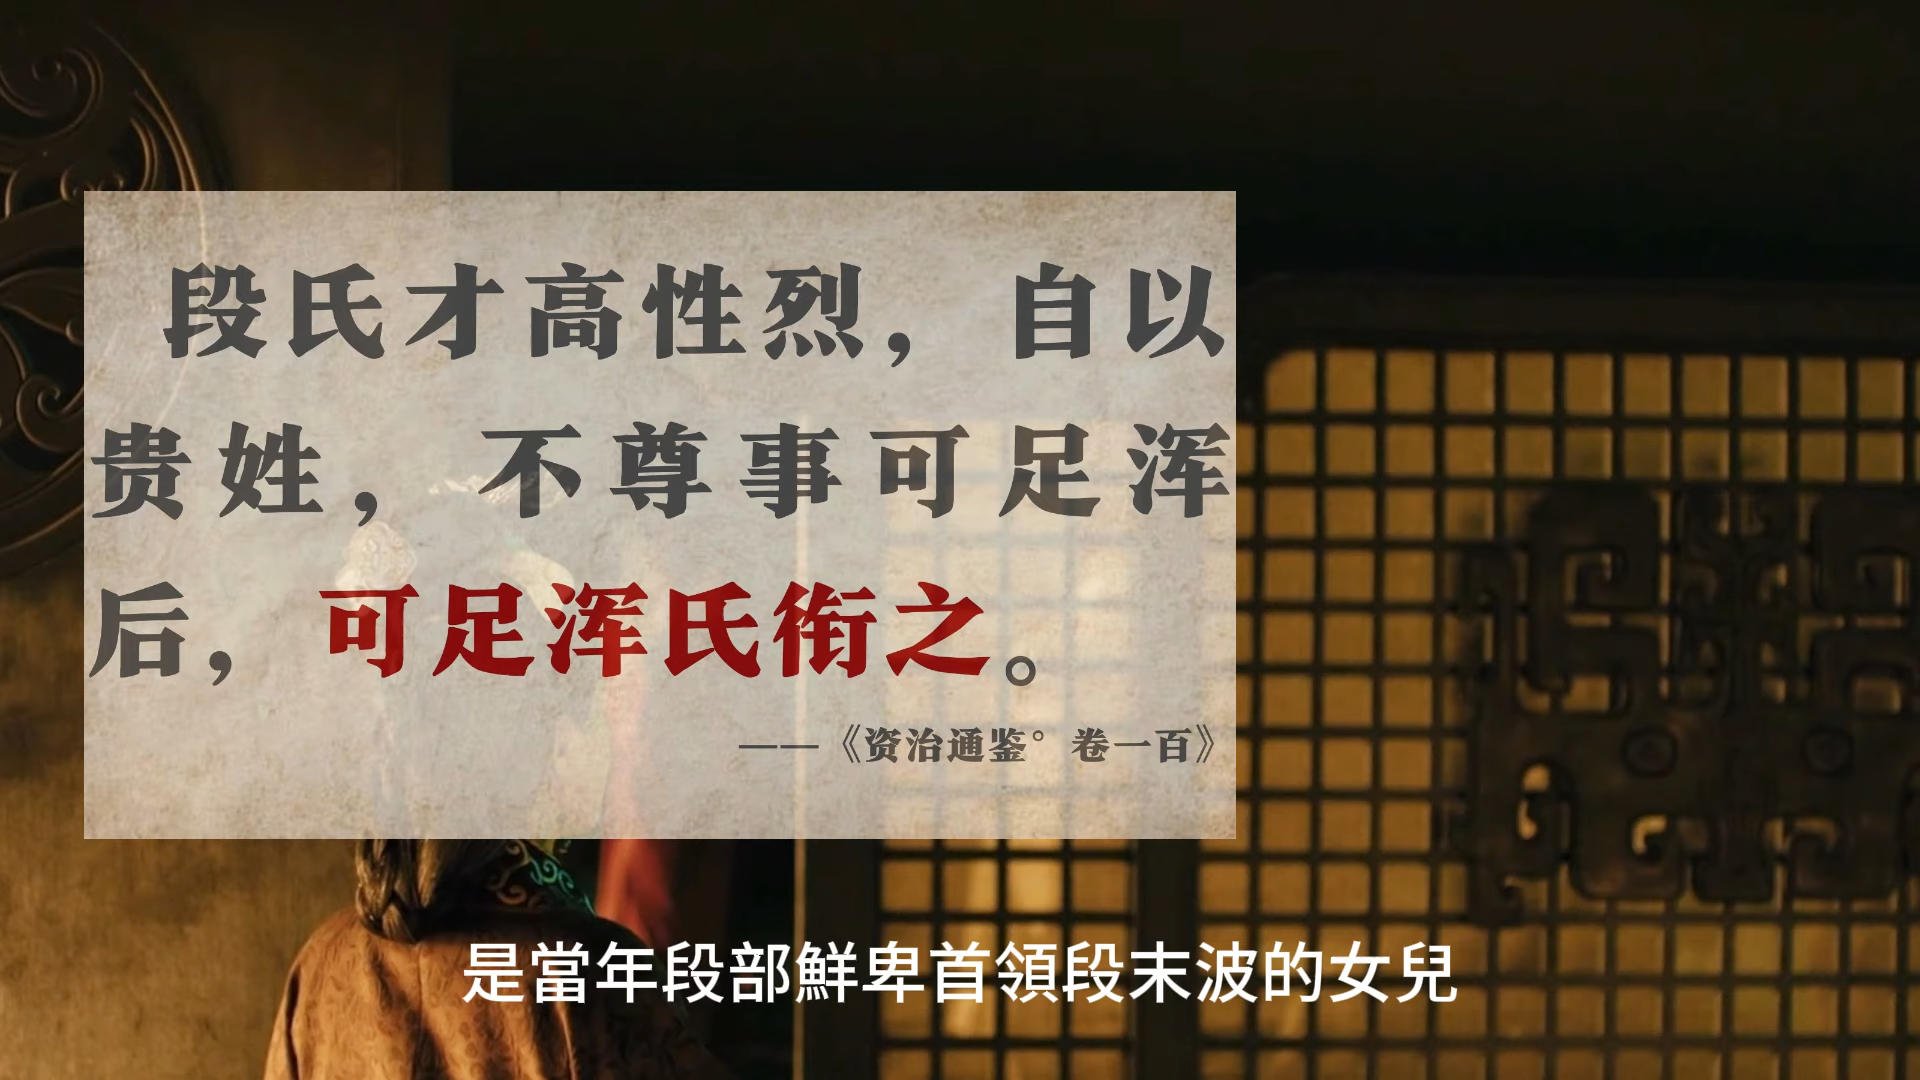 段氏才高性烈，自以
贵姓，不尊事可足浑
后，可足浑氏衔之。
——《资治通鉴°卷一百》
是當年段部鮮卑首領段末波的女兒